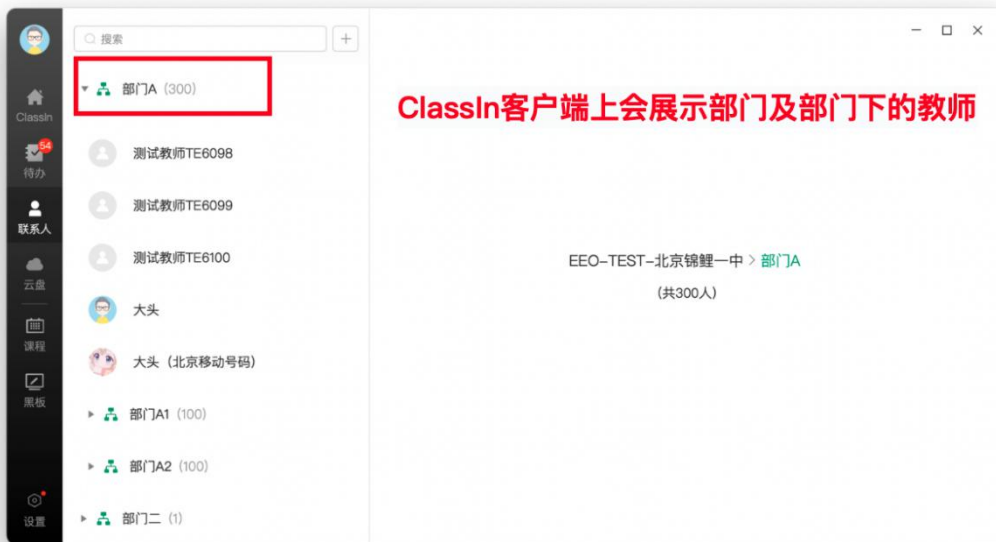 搜索
部门A (300)
ClassIn客户端上会展示部门及部门下的教师
ClassIn
测试教师TE6098
54
待办
测试教师TE6099
联系人
测试教师TE6100
EEO-TEST-北京锦鲤一中 > 部门A
云盘
(共300人)
大头
课程
大头（北京移动号码）
黑板
部门A1 (100)
部门A2 (100)
设置
部门二 (1)